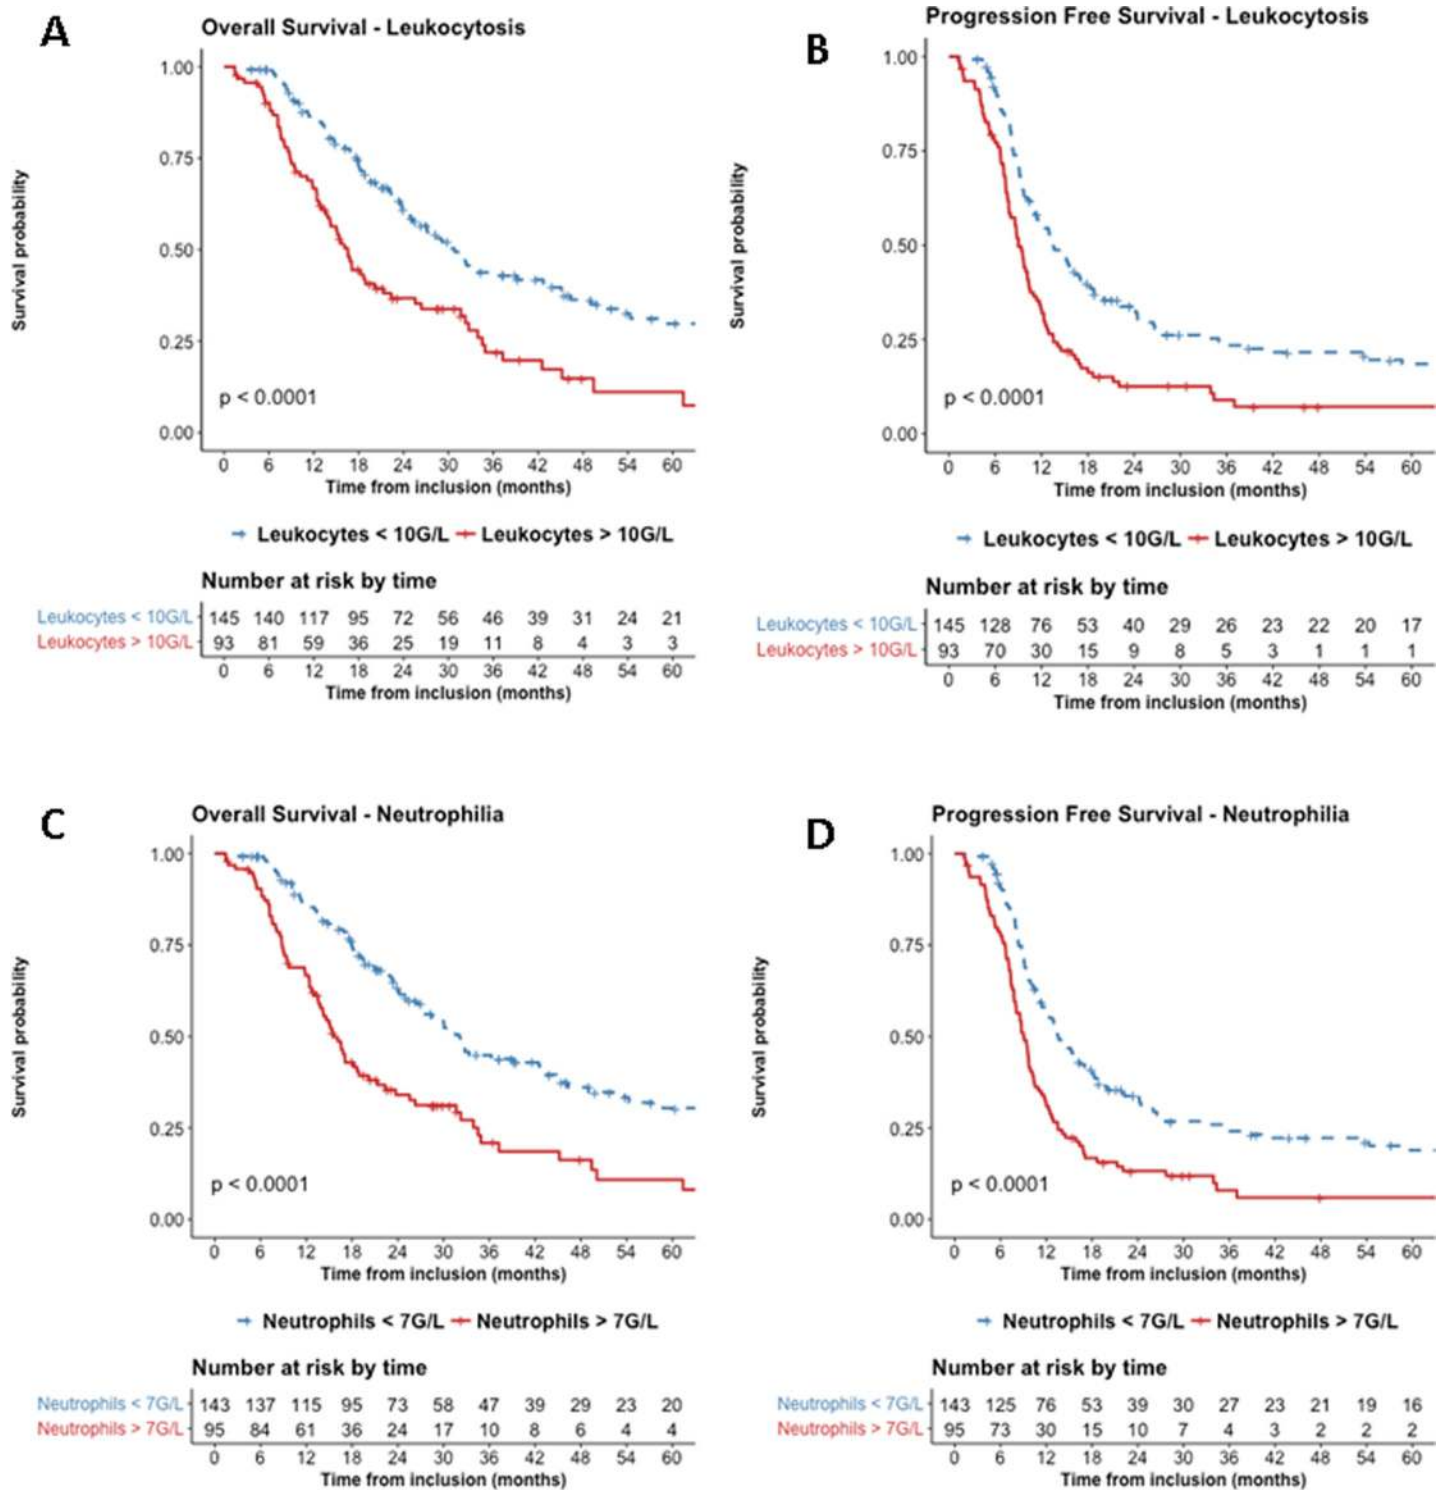 A
Overall Survival - Leukocytosis
Survival probability
1.00
0.75
0.50
0.25
0.00
p < 0.0001
0 6 12 18 24 30 36 42 48 54 60
Time from inclusion (months)
Leukocytes < 10G/L Leukocytes > 10G/L
Number at risk by time
Leukocytes < 10G/L 145 140 117 95 72 56 46 39 31 24 21
Leukocytes > 10G/L 93 81 59 36 25 19 11 8 4 3 3
0 6 12 18 24 30 36 42 48 54 60
Time from inclusion (months)
B
Progression Free Survival - Leukocytosis
Survival probability
1.00
0.75
0.50
0.25
0.00
p < 0.0001
0 6 12 18 24 30 36 42 48 54 60
Time from inclusion (months)
Leukocytes < 10G/L Leukocytes > 10G/L
Number at risk by time
Leukocytes < 10G/L 145 128 76 53 40 29 26 23 22 20 17
Leukocytes > 10G/L 93 70 30 15 9 8 5 3 1 1 1
0 6 12 18 24 30 36 42 48 54 60
Time from inclusion (months)
C
Overall Survival - Neutrophilia
Survival probability
1.00
0.75
0.50
0.25
0.00
p < 0.0001
0 6 12 18 24 30 36 42 48 54 60
Time from inclusion (months)
Neutrophils < 7G/L Neutrophils > 7G/L
Number at risk by time
Neutrophils < 7G/L 143 137 115 95 73 58 47 39 29 23 20
Neutrophils > 7G/L 95 84 61 36 24 17 10 8 6 4 4
0 6 12 18 24 30 36 42 48 54 60
Time from inclusion (months)
D
Progression Free Survival - Neutrophilia
Survival probability
1.00
0.75
0.50
0.25
0.00
p < 0.0001
0 6 12 18 24 30 36 42 48 54 60
Time from inclusion (months)
Neutrophils < 7G/L Neutrophils > 7G/L
Number at risk by time
Neutrophils < 7G/L 143 125 76 53 39 30 27 23 21 19 16
Neutrophils > 7G/L 95 73 30 15 10 7 4 3 2 2 2
0 6 12 18 24 30 36 42 48 54 60
Time from inclusion (months)